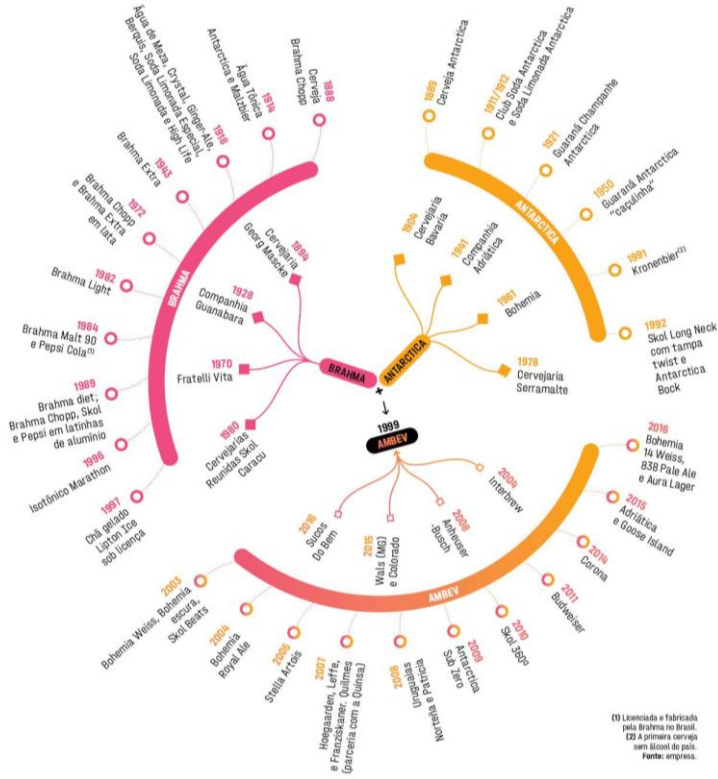 1888
Cerveja
Brahma Chopp
1914
Água Tônica
Antarctica e Malzbier
1918
Água de Meza, Crystal, Ginger-Ale,
Berquis, Soda Limonada Especial,
Soda Limonada e High Life
1943
Brahma Extra
1972
Brahma Chopp
e Brahma Extra
em lata
1982
Brahma Light
1984
Brahma Malt 90
e Pepsi Cola(1)
1989
Brahma diet;
Brahma Chopp, Skol
e Pepsi em latinhas
de alumínio
1996
Isotônico Marathon
1997
Chá gelado
Lipton Ice
sob licença
BRAHMA
1894
Cervejaria
Georg Mascke
1928
Companhia
Guanabara
1970
Fratelli Vita
1980
Cervejarias
Reunidas Skol
Caracu
BRAHMA
+
ANTARCTICA
1889
Cerveja Antarctica
1911/1912
Club Soda Antarctica
e Soda Limonada Antarctica
1921
Guaraná Champanhe
Antarctica
1950
Guaraná Antarctica
"caçulinha"
1991
Kronenbier(2)
1992
Skol Long Neck
com tampa
twist e
Antarctica
Bock
ANTARCTICA
1904
Cervejaria
Bavaria
1941
Companhia
Adriática
1961
Bohemia
1978
Cervejaria
Serramalte
1999
AMBEV
2004
Interbrew
2008
Anheuser
-Busch
2015
Wals (MG)
e Colorado
2016
Sucos
Do Bem
AMBEV
2003
Bohemia Weiss, Bohemia
escura,
Skol Beats
2004
Bohemia
Royal Ale
2005
Stella Artois
2007
Hoegaarden, Leffe,
e Franziskaner. Quilmes
(parceria com a Quinsa)
2008
Norteña e Patricia
Uruguaias
2009
Antarctica
Sub Zero
2010
Skol 360º
2011
Budweiser
2014
Corona
2015
Adriática
e Goose Island
2016
Bohemia
14 Weiss,
838 Pale Ale
e Aura Lager
(1) Licenciada e fabricada
pela Brahma no Brasil.
(2) A primeira cerveja
sem álcool do país.
Fonte: empresa.